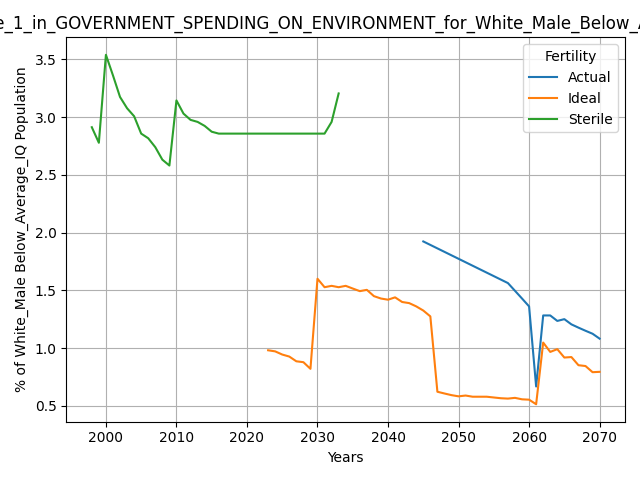 e_1_in_GOVERNMENT_SPENDING_ON_ENVIRONMENT_for_White_Male_Below_A
Fertility
Actual
Ideal
Sterile
% of White_Male Below_Average_IQ Population
3.5
3.0
2.5
2.0
1.5
1.0
0.5
2000 2010 2020 2030 2040 2050 2060 2070
Years